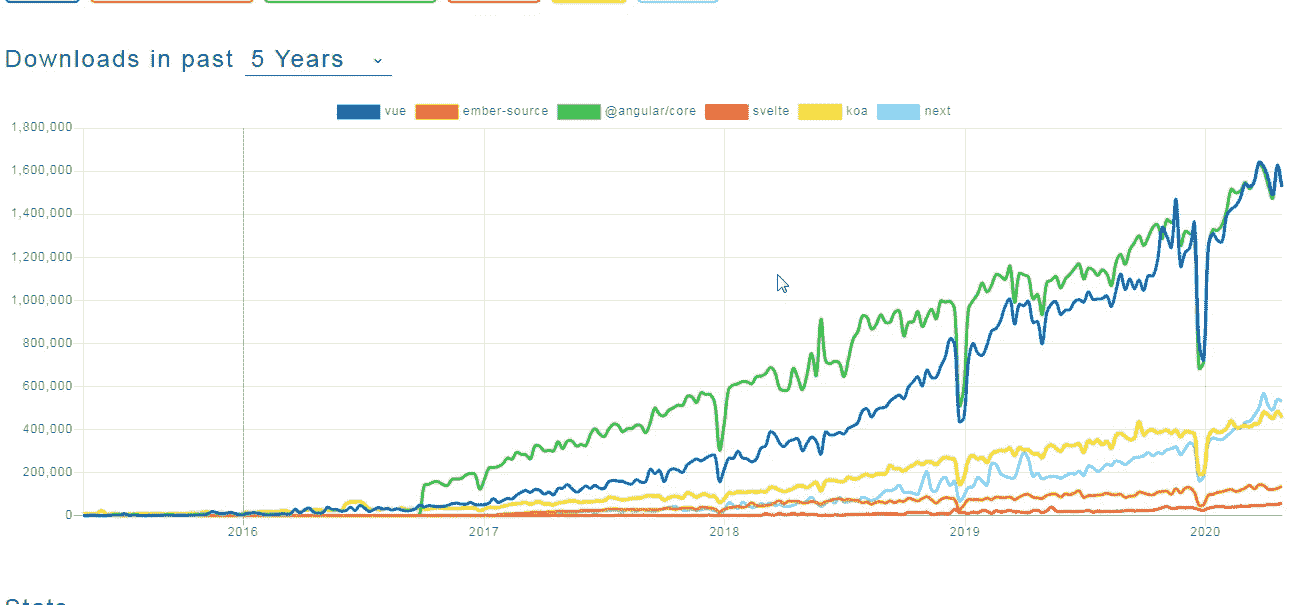 Downloads in past 5 Years
vue ember-source @angular/core svelte koa next
1,800,000
1,600,000
1,400,000
1,200,000
1,000,000
800,000
600,000
400,000
200,000
0
2016 2017 2018 2019 2020
Stats